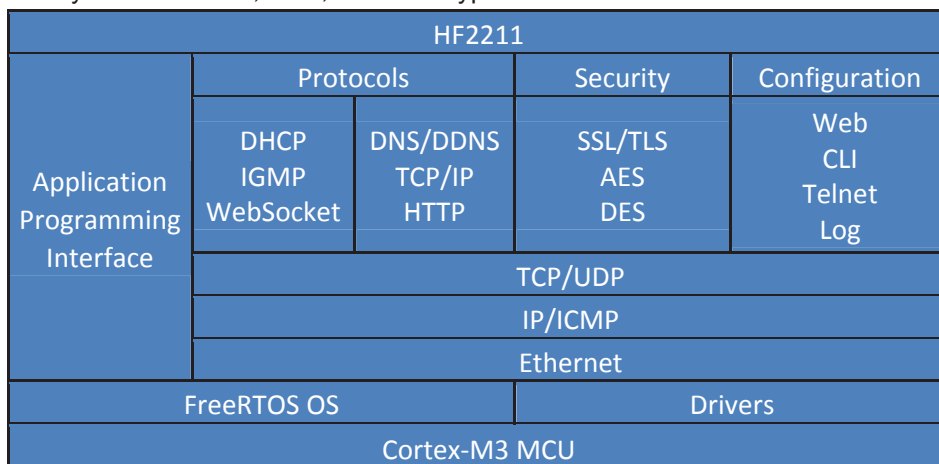 HF2211
Protocols
Security
Configuration
Application
Programming
Interface
DHCP
IGMP
WebSocket
DNS/DDNS
TCP/IP
HTTP
SSL/TLS
AES
DES
Web
CLI
Telnet
Log
TCP/UDP
IP/ICMP
Ethernet
FreeRTOS OS
Drivers
Cortex-M3 MCU